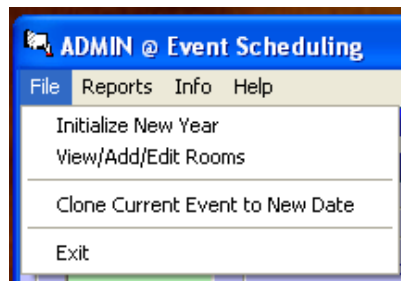 ADMIN @ Event Scheduling
File Reports Info Help
Initialize New Year
View/Add/Edit Rooms
Clone Current Event to New Date
Exit